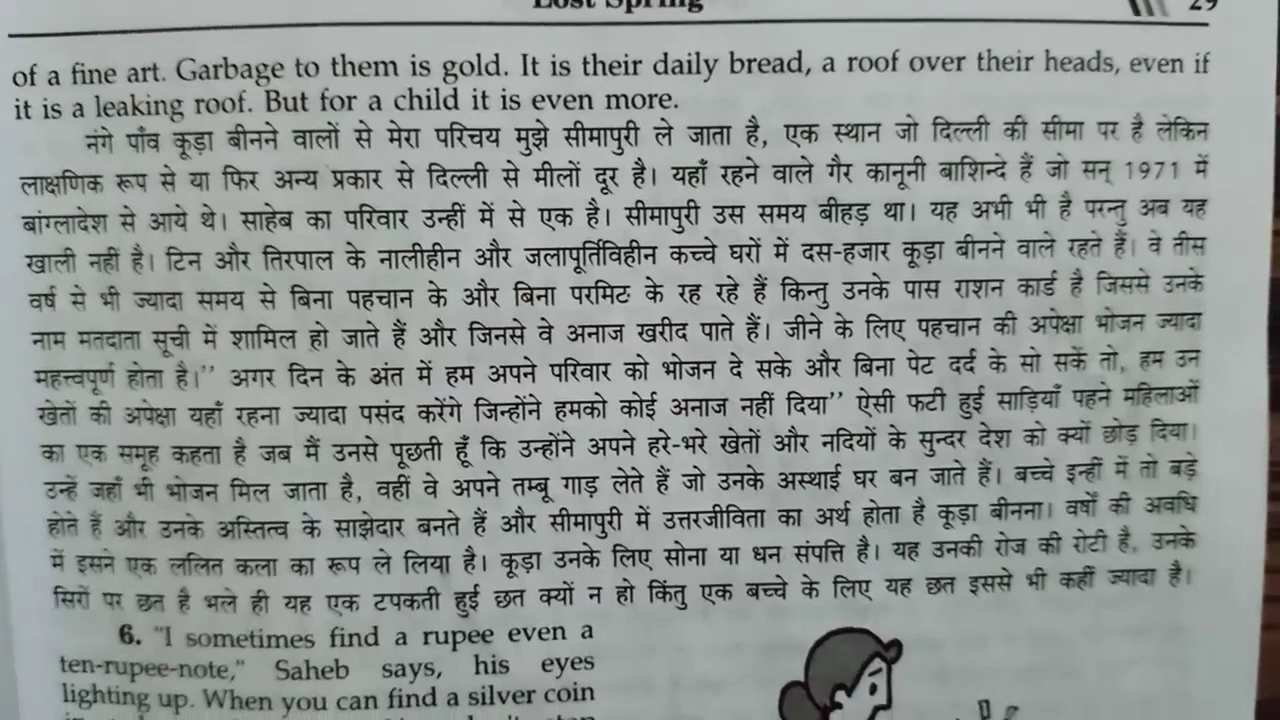 Lost Spring 29
of a fine art. Garbage to them is gold. It is their daily bread, a roof over their heads, even if
it is a leaking roof. But for a child it is even more.
नंगे पाँव कूड़ा बीनने वालों से मेरा परिचय मुझे सीमापुरी ले जाता है, एक स्थान जो दिल्ली की सीमा पर है लेकिन
लाक्षणिक रूप से या फिर अन्य प्रकार से दिल्ली से मीलों दूर है। यहाँ रहने वाले गैर कानूनी बाशिन्दे हैं जो सन् 1971 में
बांग्लादेश से आये थे। साहेब का परिवार उन्हीं में से एक है। सीमापुरी उस समय बीहड़ था। यह अभी भी है परन्तु अब यह
खाली नहीं है। टिन और तिरपाल के नालीहीन और जलापूर्तिविहीन कच्चे घरों में दस-हजार कूड़ा बीनने वाले रहते हैं। वे तीस
वर्ष से भी ज्यादा समय से बिना पहचान के और बिना परमिट के रह रहे हैं किन्तु उनके पास राशन कार्ड है जिससे उनके
नाम मतदाता सूची में शामिल हो जाते हैं और जिनसे वे अनाज खरीद पाते हैं। जीने के लिए पहचान की अपेक्षा भोजन ज्यादा
महत्त्वपूर्ण होता है।'' अगर दिन के अंत में हम अपने परिवार को भोजन दे सके और बिना पेट दर्द के सो सकें तो, हम उन
खेतों की अपेक्षा यहाँ रहना ज्यादा पसंद करेंगे जिन्होंने हमको कोई अनाज नहीं दिया'' ऐसी फटी हुई साड़ियाँ पहने महिलाओं
का एक समूह कहता है जब मैं उनसे पूछती हूँ कि उन्होंने अपने हरे-भरे खेतों और नदियों के सुन्दर देश को क्यों छोड़ दिया।
उन्हें जहाँ भी भोजन मिल जाता है, वहीं वे अपने तम्बू गाड़ लेते हैं जो उनके अस्थाई घर बन जाते हैं। बच्चे इन्हीं में तो बड़े
होते हैं और उनके अस्तित्व के साझेदार बनते हैं और सीमापुरी में उत्तरजीविता का अर्थ होता है कूड़ा बीनना। वर्षों की अवधि
में इसने एक ललित कला का रूप ले लिया है। कूड़ा उनके लिए सोना या धन संपत्ति है। यह उनकी रोज की रोटी है, उनके
सिरों पर छत है भले ही यह एक टपकती हुई छत क्यों न हो किंतु एक बच्चे के लिए यह छत इससे भी कहीं ज्यादा है।
6. "I sometimes find a rupee even a
ten-rupee-note," Saheb says, his eyes
lighting up. When you can find a silver coin